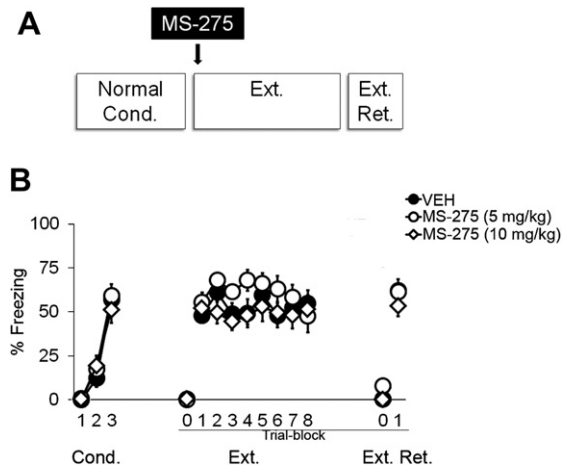 A
MS-275
Normal
Cond.
Ext.
Ext.
Ret.
B
VEH
MS-275 (5 mg/kg)
MS-275 (10 mg/kg)
% Freezing
100
75
50
25
0
1 2 3
0 1 2 3 4 5 6 7 8
0 1
Trial-block
Cond.
Ext.
Ext. Ret.